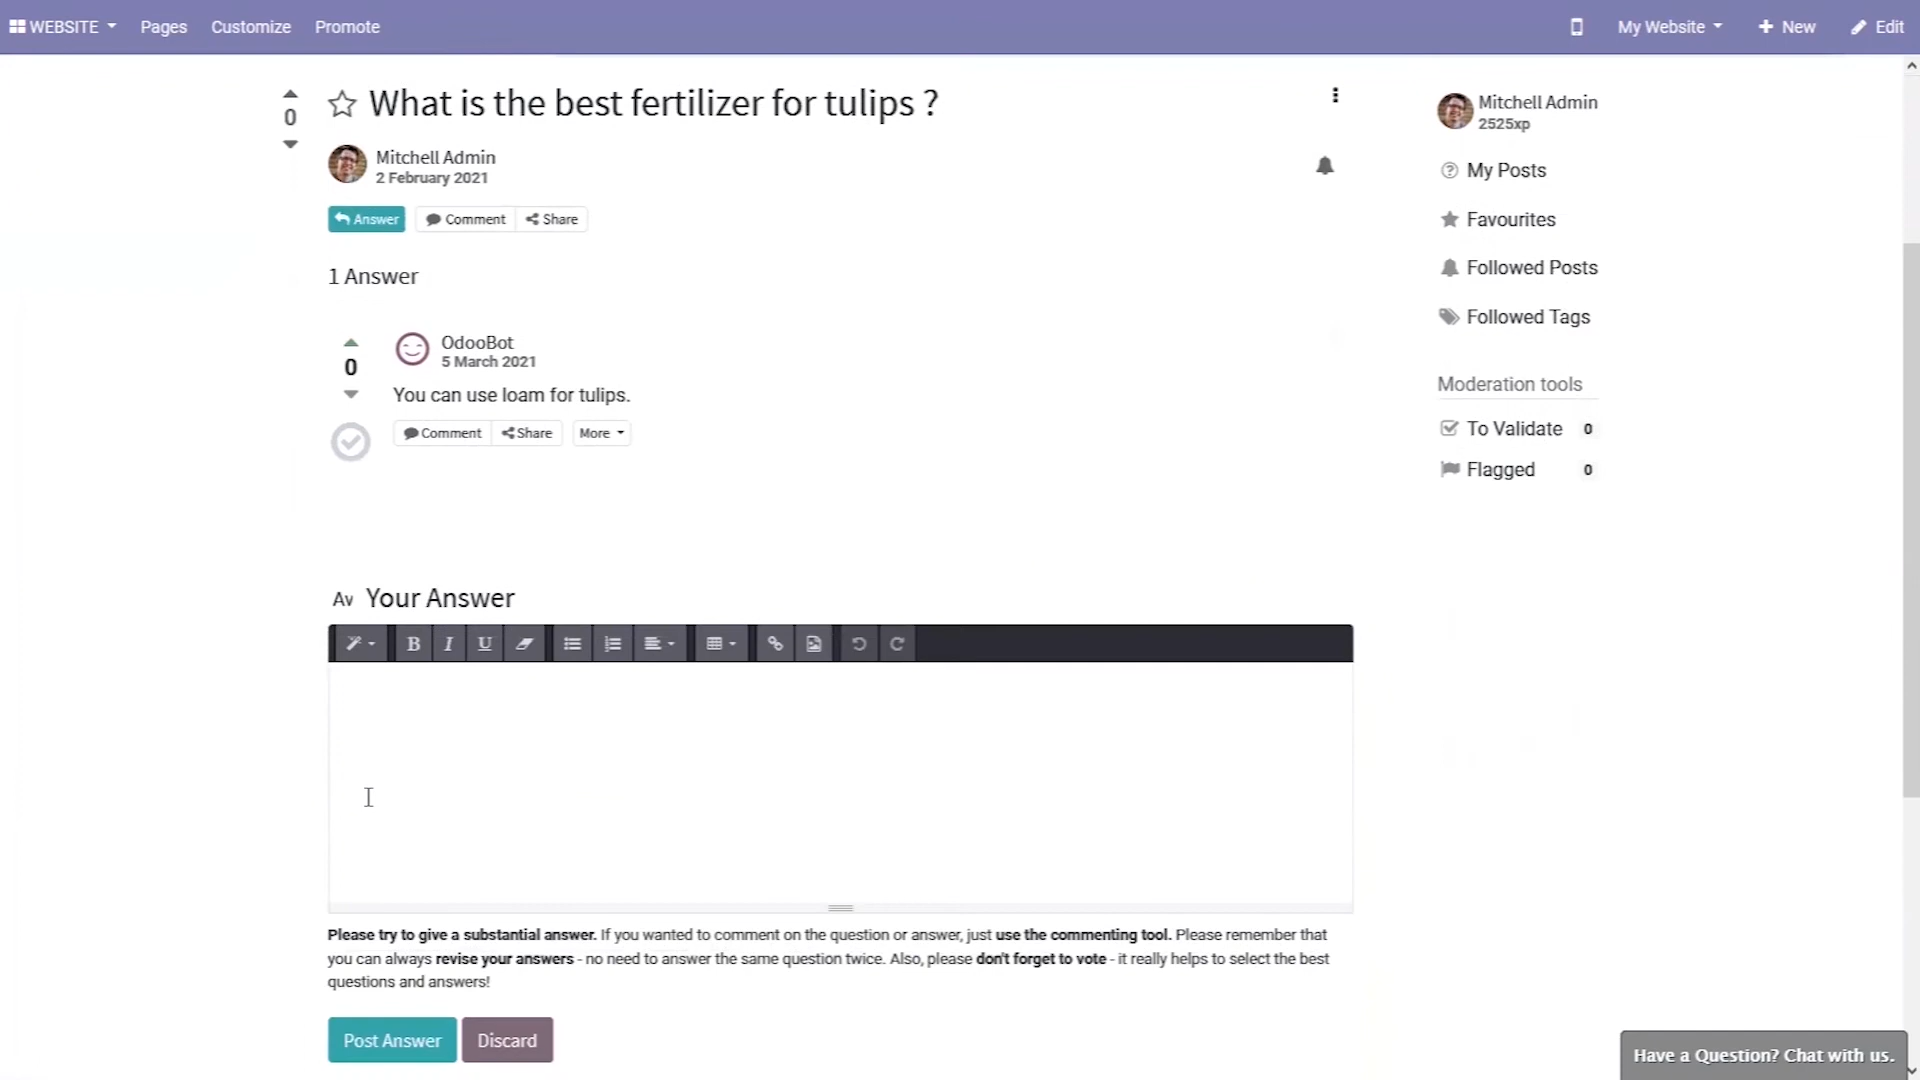 WEBSITE Pages Customize Promote My Website New Edit
0
What is the best fertilizer for tulips ?
Mitchell Admin
2 February 2021
Answer Comment Share
1 Answer
0
OdooBot
5 March 2021
You can use loam for tulips.
Comment Share More
Mitchell Admin
2525xp
My Posts
Favourites
Followed Posts
Followed Tags
Moderation tools
To Validate 0
Flagged 0
Av Your Answer
B I U
Please try to give a substantial answer. If you wanted to comment on the question or answer, just use the commenting tool. Please remember that
you can always revise your answers - no need to answer the same question twice. Also, please don't forget to vote - it really helps to select the best
questions and answers!
Post Answer Discard
Have a Question? Chat with us.